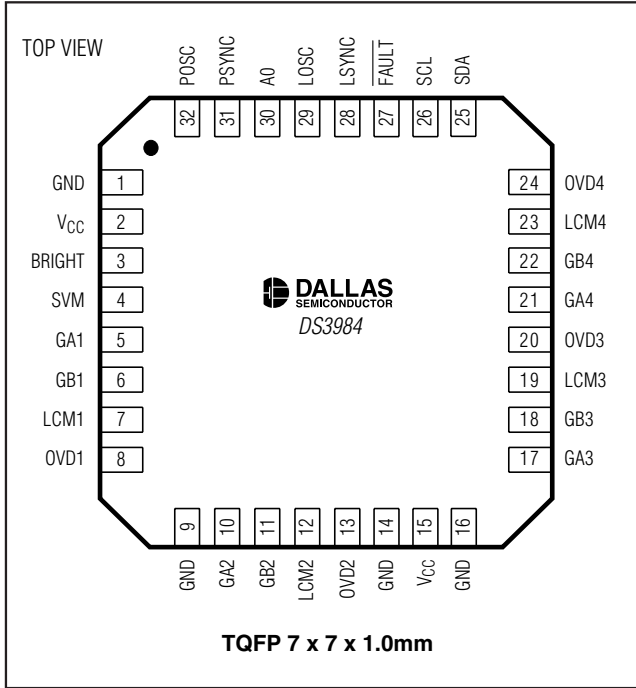 TOP VIEW
POSC
PSYNC
A0
LOSC
LSYNC
FAULT
SCL
SDA
32
31
30
29
28
27
26
25
GND 1
VCC 2
BRIGHT 3
SVM 4
GA1 5
GB1 6
LCM1 7
OVD1 8
24 OVD4
23 LCM4
22 GB4
21 GA4
20 OVD3
19 LCM3
18 GB3
17 GA3
DALLAS
SEMICONDUCTOR
DS3984
9
10
11
12
13
14
15
16
GND
GA2
GB2
LCM2
OVD2
GND
VCC
GND
TQFP 7 x 7 x 1.0mm